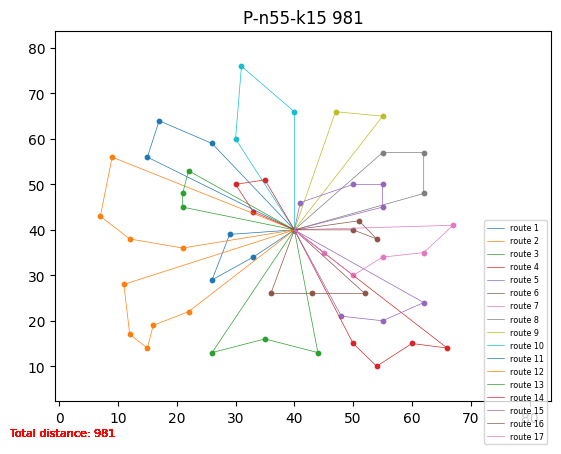 P-n55-k15 981
80
70
60
50
40
30
20
10
0
10
20
30
40
50
60
70
80
route 1
route 2
route 3
route 4
route 5
route 6
route 7
route 8
route 9
route 10
route 11
route 12
route 13
route 14
route 15
route 16
route 17
Total distance: 981